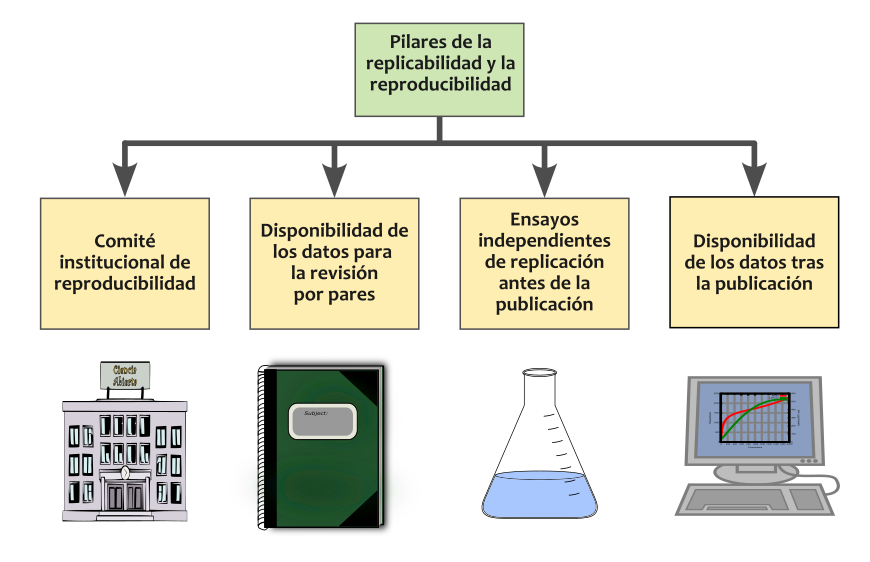 Pilares de la
replicabilidad y la
reproducibilidad
Comité
institucional de
reproducibilidad
Disponibilidad de
los datos para
la revisión
por pares
Ensayos
independientes
de replicación
antes de la
publicación
Disponibilidad
de los datos tras
la publicación
Ciencia
Abierta
Subject: